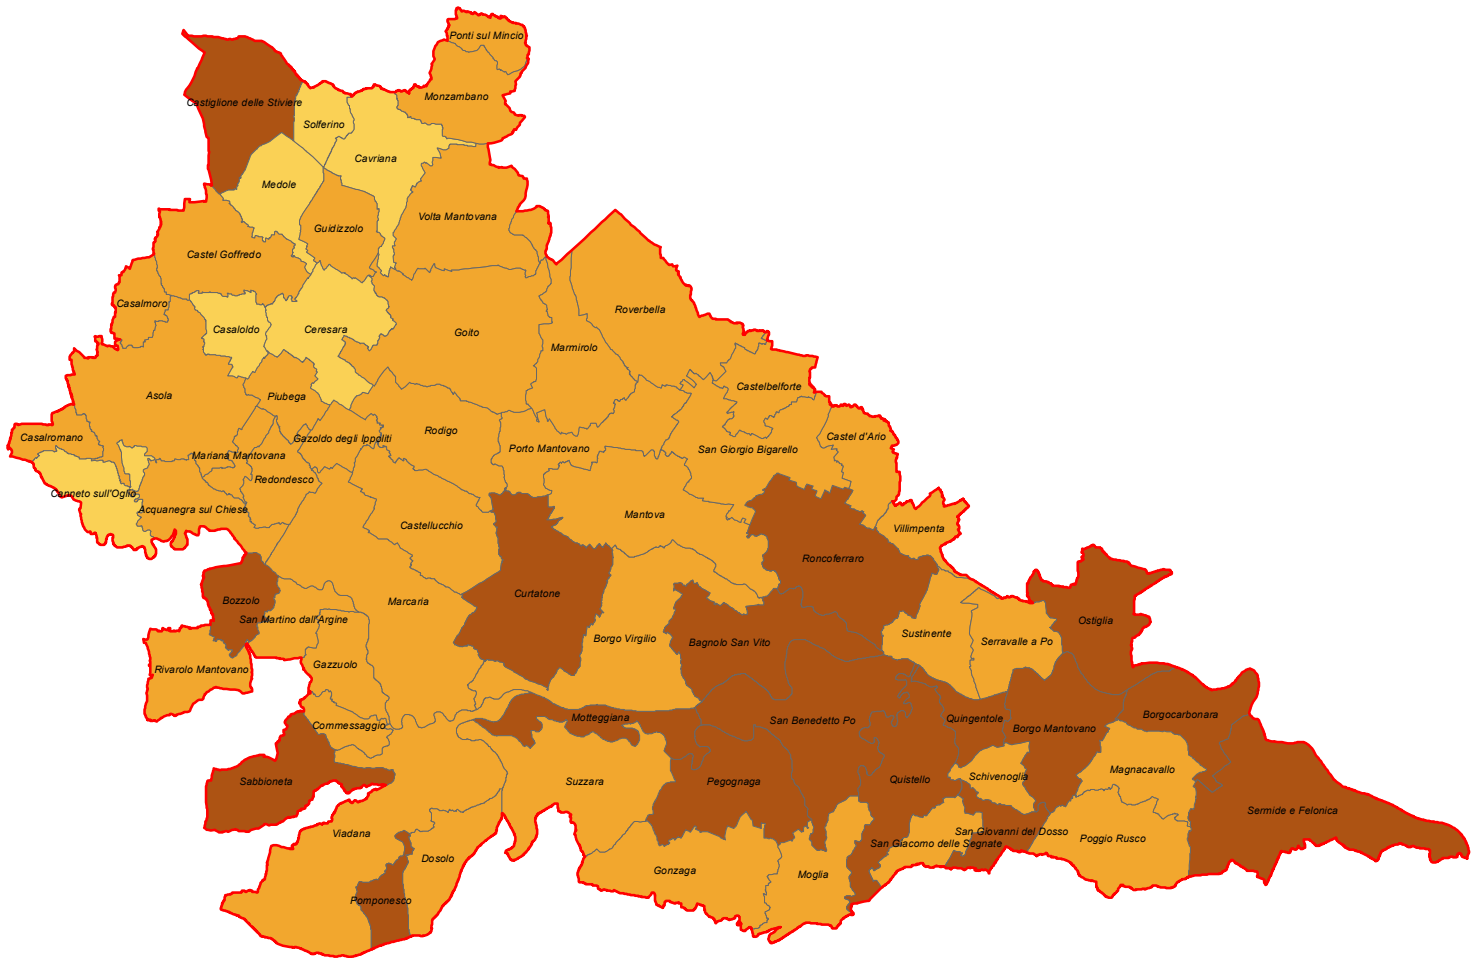 Ponti sul Mincio
Monzambano
Castiglione delle Stiviere
Solferino
Cavriana
Medole
Volta Mantovana
Guidizzolo
Castel Goffredo
Casalmoro
Roverbella
Casaloldo
Ceresara
Goito
Marmirolo
Castelbelforte
Asola
Piubega
Rodigo
Casalromano
Gazoldo degli Ippoliti
Castel d'Ario
Porto Mantovano
San Giorgio Bigarello
Mariana Mantovana
Redondesco
Canneto sull'Oglio
Acquanegra sul Chiese
Mantova
Castellucchio
Villimpenta
Roncoferraro
Curtatone
Bozzolo
Marcaria
San Martino dall'Argine
Ostiglia
Sustinente
Borgo Virgilio
Bagnolo San Vito
Serravalle a Po
Gazzuolo
Rivarolo Mantovano
Borgocarbonara
Motteggiana
San Benedetto Po
Quingentole
Commessaggio
Borgo Mantovano
Magnacavallo
Schivenoglia
Quistello
Sabbioneta
Suzzara
Pegognaga
Sermide e Felonica
Viadana
San Giovanni del Dosso
Poggio Rusco
San Giacomo delle Segnate
Dosolo
Gonzaga
Moglia
Pomponesco